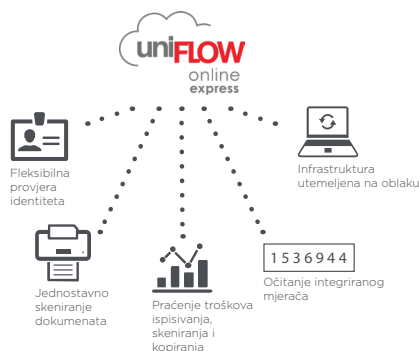 uniFLOW
online
express
Fleksibilna
provjera
identiteta
Infrastruktura
utemeljena na oblaku
Jednostavno
skeniranje
dokumenata
Praćenje troškova
ispisivanja,
skeniranja i
kopiranja
1536944
Očitanje integriranog
mjerača